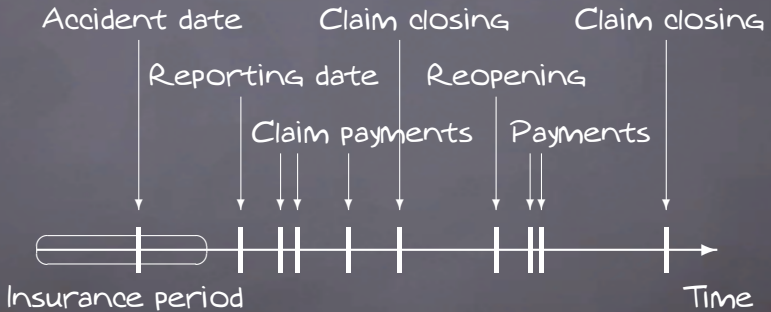 Accident date Claim closing Claim closing
Reporting date Reopening
Claim payments Payments
Insurance period Time